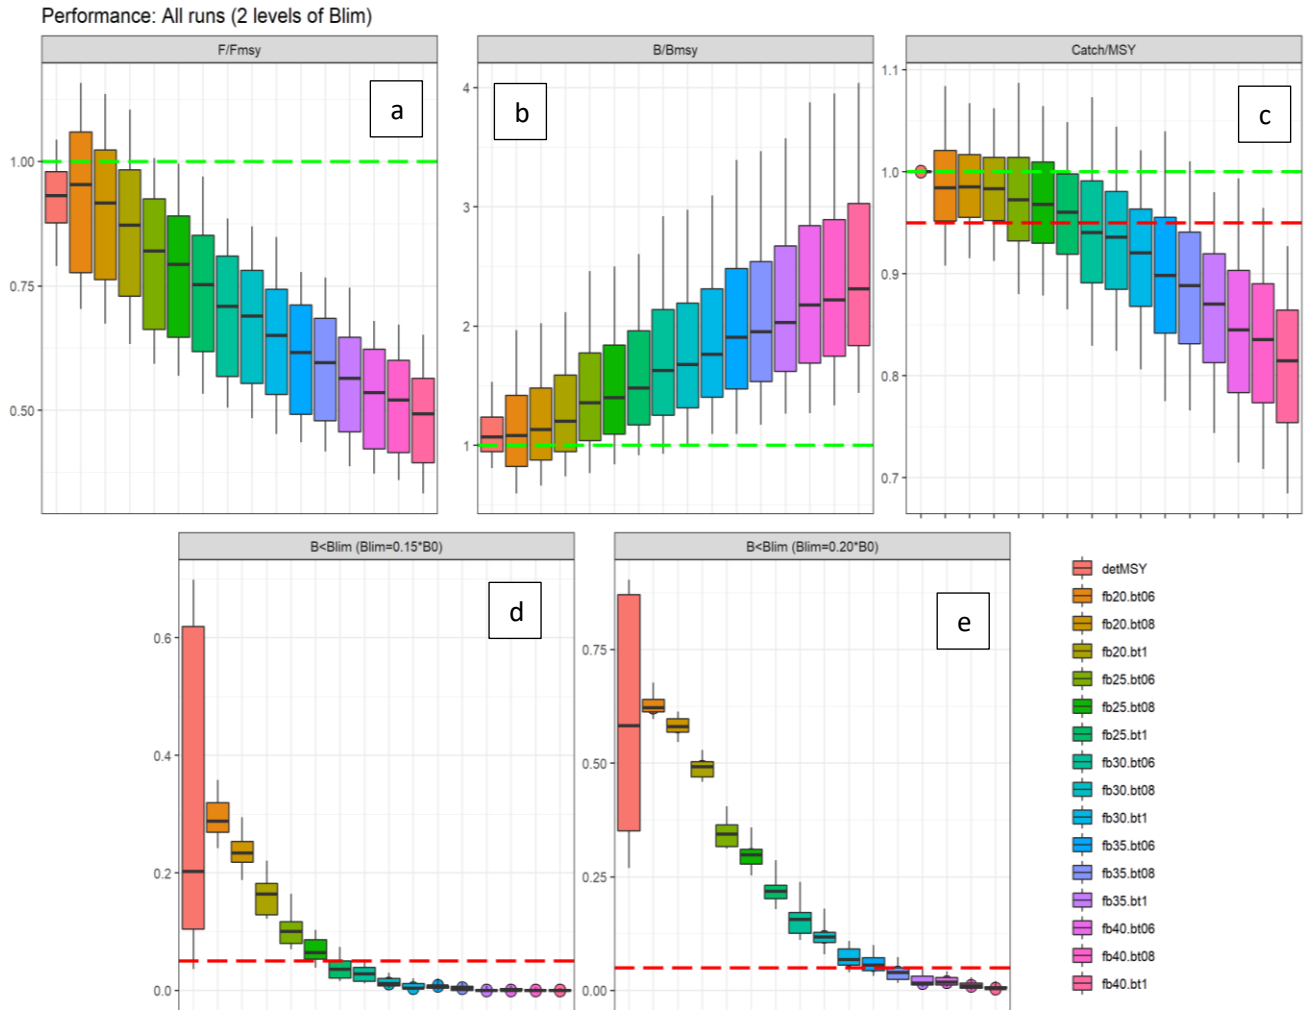 Performance: All runs (2 levels of Blim)
F/Fmsy
B/Bmsy
Catch/MSY
a
b
c
1.00
0.75
0.50
4
3
2
1
1.1
1.0
0.9
0.8
0.7
B<Blim (Blim=0.15*B0)
B<Blim (Blim=0.20*B0)
d
e
0.6
0.4
0.2
0.0
0.75
0.50
0.25
0.00
detMSY
fb20.bt06
fb20.bt08
fb20.bt1
fb25.bt06
fb25.bt08
fb25.bt1
fb30.bt06
fb30.bt08
fb30.bt1
fb35.bt06
fb35.bt08
fb35.bt1
fb40.bt06
fb40.bt08
fb40.bt1